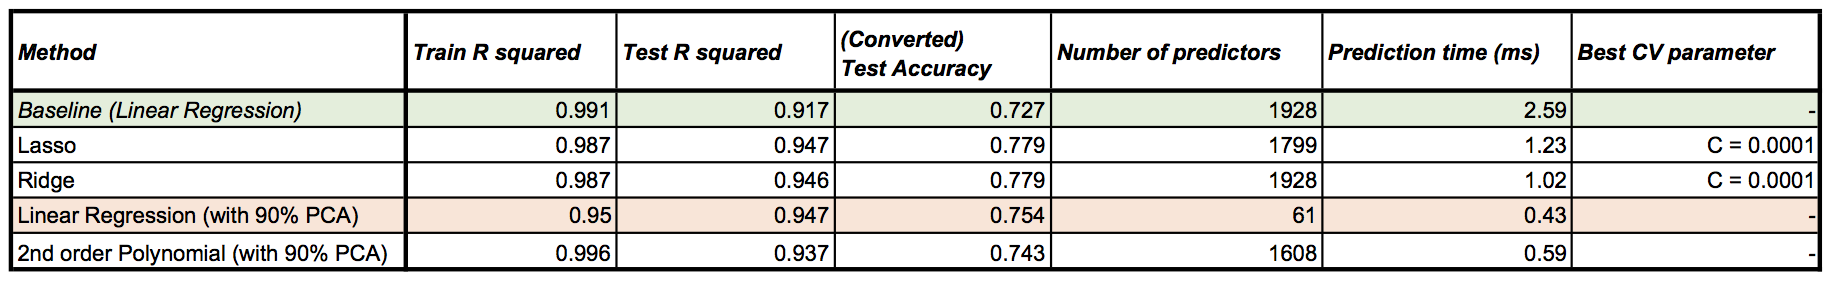 Method Train R squared Test R squared (Converted) Test Accuracy Number of predictors Prediction time (ms) Best CV parameter
Baseline (Linear Regression) 0.991 0.917 0.727 1928 2.59 -
Lasso 0.987 0.947 0.779 1799 1.23 C = 0.0001
Ridge 0.987 0.946 0.779 1928 1.02 C = 0.0001
Linear Regression (with 90% PCA) 0.95 0.947 0.754 61 0.43 -
2nd order Polynomial (with 90% PCA) 0.996 0.937 0.743 1608 0.59 -